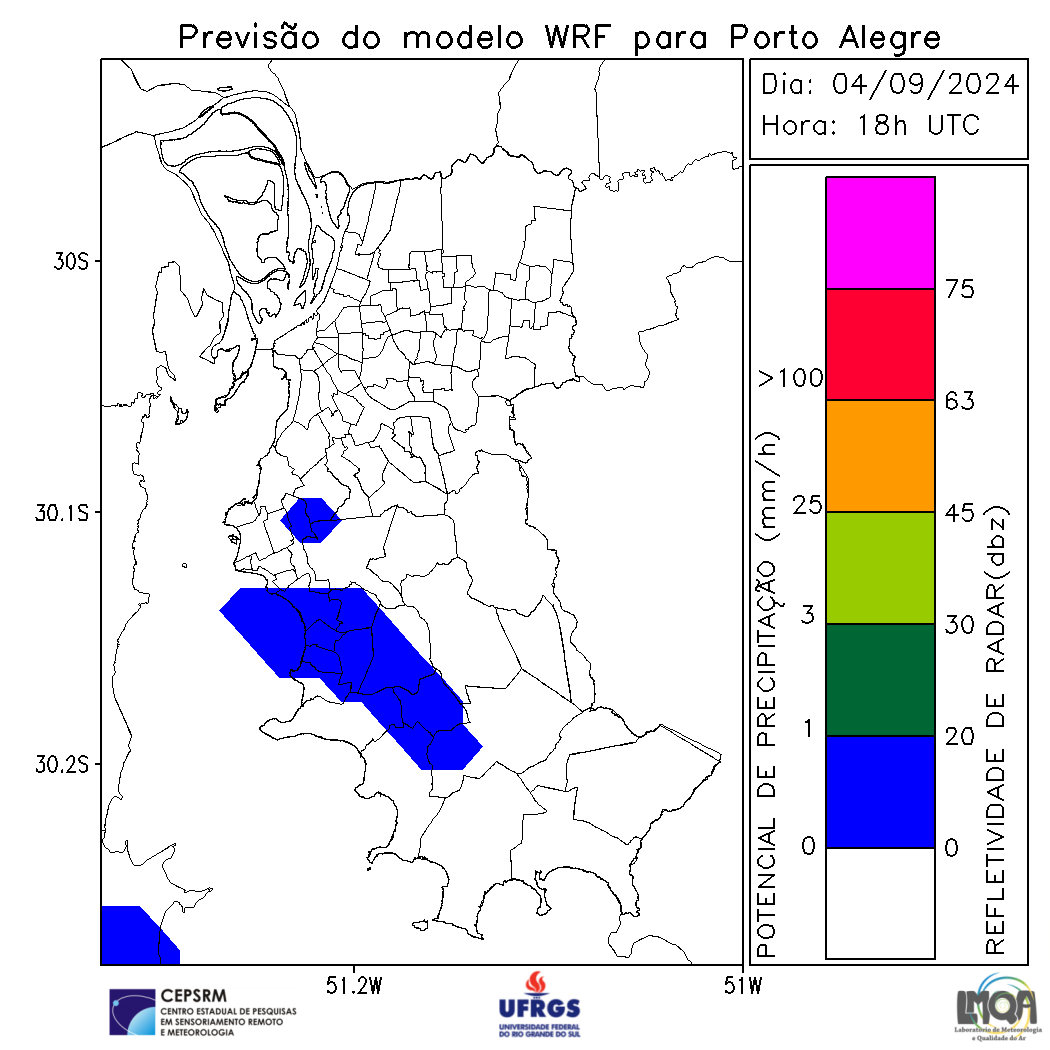 Previsão do modelo WRF para Porto Alegre
Dia: 04/09/2024
Hora: 18h UTC
30S
30.1S
30.2S
51.2W
51W
POTENCIAL DE PRECIPITAÇÃO (mm/h)
>100
25
3
1
0
75
63
45
30
20
0
REFLETIVIDADE DE RADAR(dbz)
CEPSRM
CENTRO ESTADUAL DE PESQUISAS
EM SENSORIAMENTO REMOTO
E METEOROLOGIA
UFRGS
UNIVERSIDADE FEDERAL
DO RIO GRANDE DO SUL
LMQA
Laboratório de Meteorologia
e Qualidade do Ar